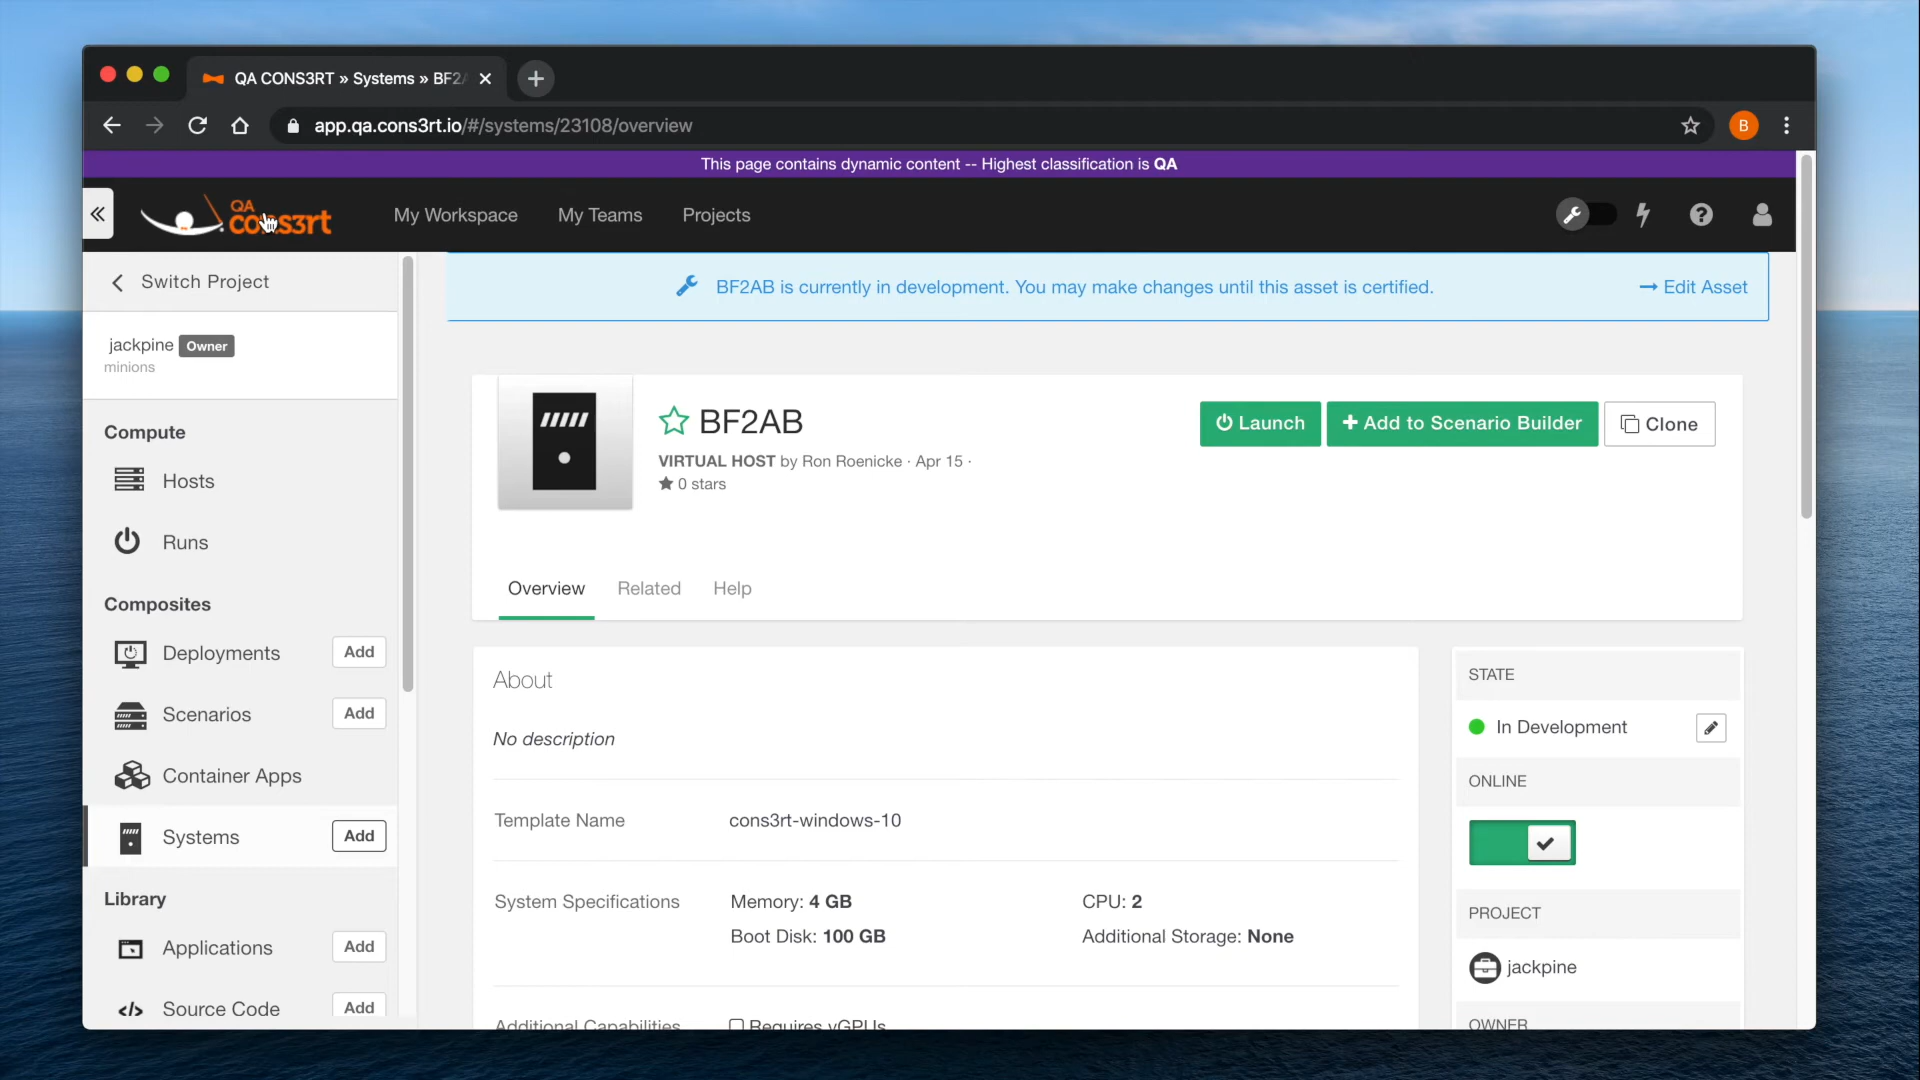 QA CONS3RT » Systems » BF2A
app.qa.cons3rt.io/#/systems/23108/overview
B
This page contains dynamic content -- Highest classification is QA
QA
cons3rt
My Workspace
My Teams
Projects
Switch Project
BF2AB is currently in development. You may make changes until this asset is certified.
Edit Asset
jackpine Owner
minions
BF2AB
VIRTUAL HOST by Ron Roenicke · Apr 15 ·
0 stars
Launch
Add to Scenario Builder
Clone
Compute
Hosts
Runs
Overview
Related
Help
Composites
Deployments Add
Scenarios Add
Container Apps
Systems Add
Library
Applications Add
Source Code Add
About
No description
Template Name cons3rt-windows-10
System Specifications Memory: 4 GB CPU: 2
Boot Disk: 100 GB Additional Storage: None
Additional Capabilities Requires vGPUs
STATE
In Development
ONLINE
PROJECT
jackpine
OWNER